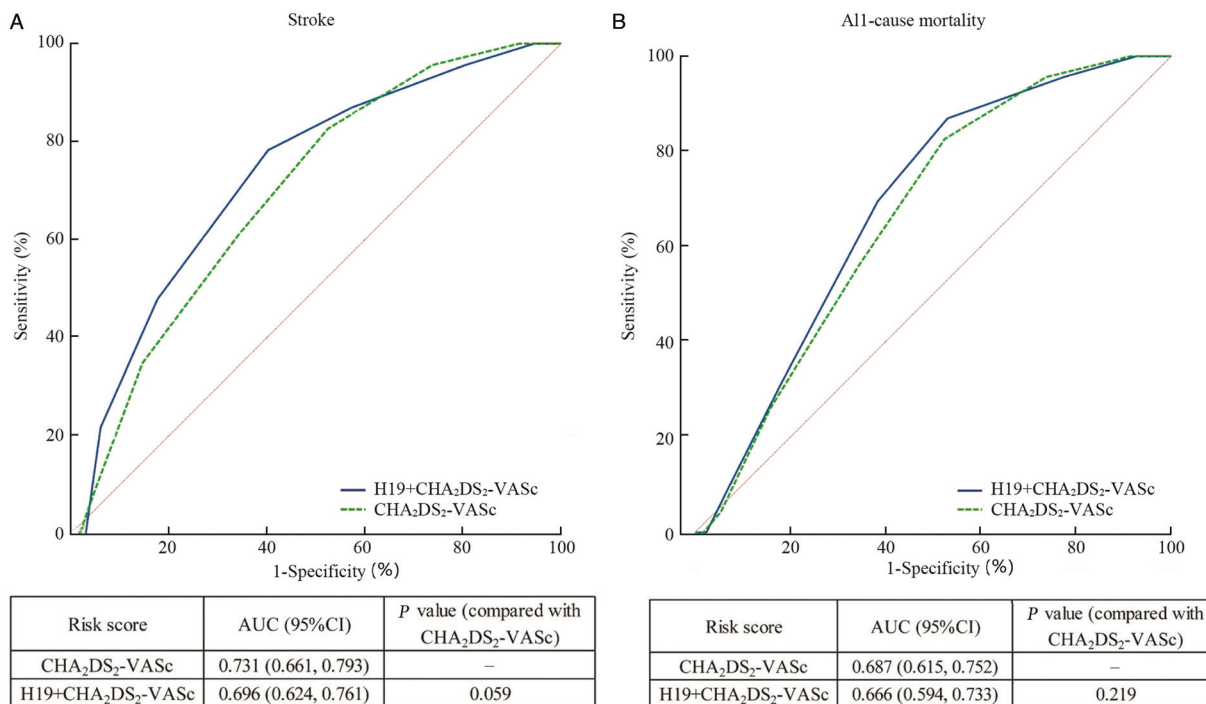 A
Stroke
100
80
60
40
20
0
Sensitivity (%)
H19+CHA₂DS₂-VASc
CHA₂DS₂-VASc
20
40
60
80
100
1-Specificity (%)
Risk score
AUC (95%CI)
P value (compared with
CHA₂DS₂-VASc)
CHA₂DS₂-VASc
0.731 (0.661, 0.793)
–
H19+CHA₂DS₂-VASc
0.696 (0.624, 0.761)
0.059
B
A11-cause mortality
100
80
60
40
20
0
Sensitivity (%)
H19+CHA₂DS₂-VASc
CHA₂DS₂-VASc
20
40
60
80
100
1-Specificity (%)
Risk score
AUC (95%CI)
P value (compared with
CHA₂DS₂-VASc)
CHA₂DS₂-VASc
0.687 (0.615, 0.752)
–
H19+CHA₂DS₂-VASc
0.666 (0.594, 0.733)
0.219